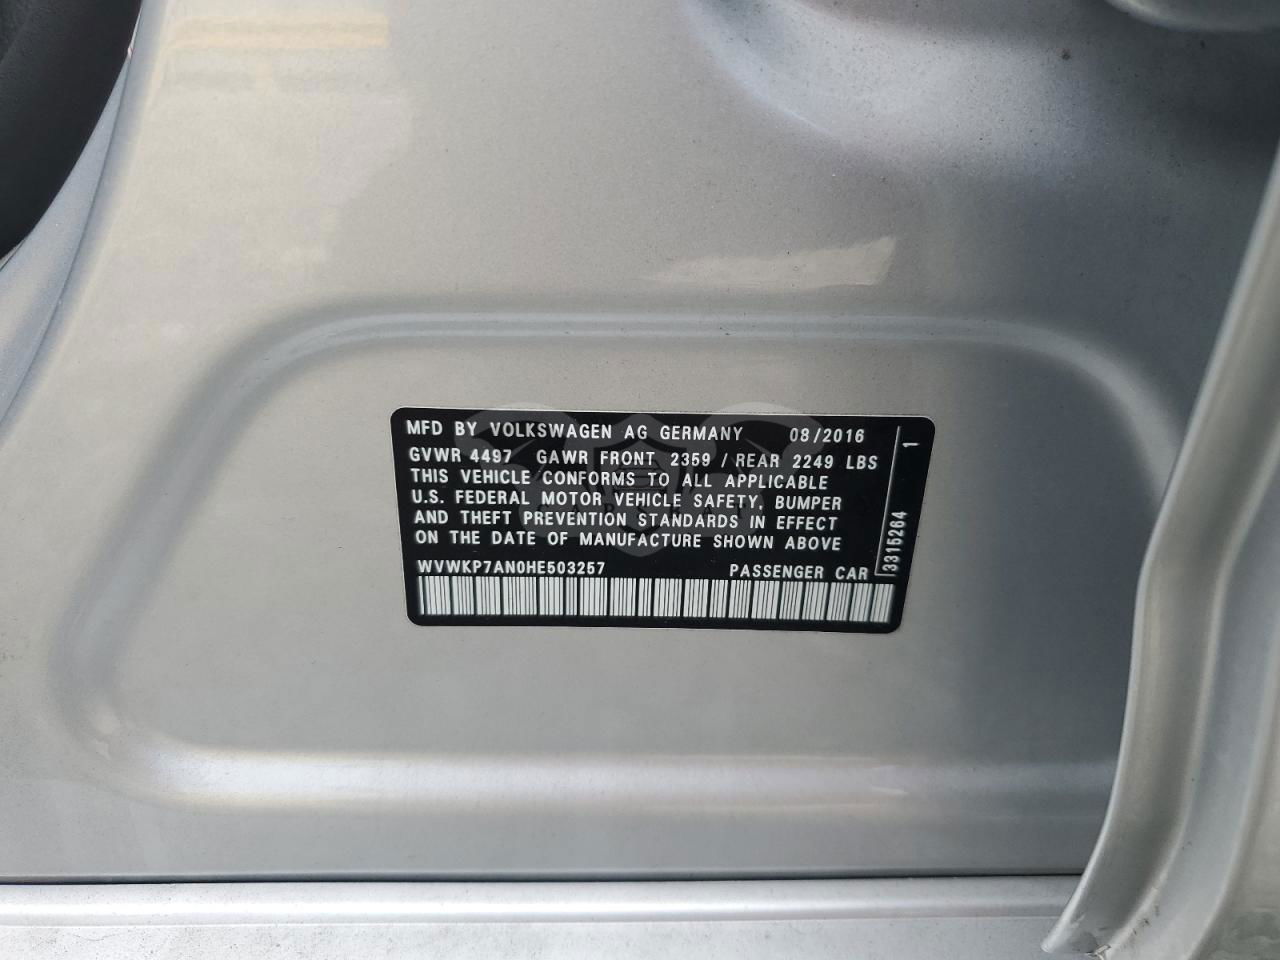 MFD BY VOLKSWAGEN AG GERMANY 08/2016
GVWR 4497 GAWR FRONT 2359 / REAR 2249 LBS
THIS VEHICLE CONFORMS TO ALL APPLICABLE
U.S. FEDERAL MOTOR VEHICLE SAFETY, BUMPER
AND THEFT PREVENTION STANDARDS IN EFFECT
ON THE DATE OF MANUFACTURE SHOWN ABOVE
WVWKP7AN0HE503257 PASSENGER CAR
3315264 1